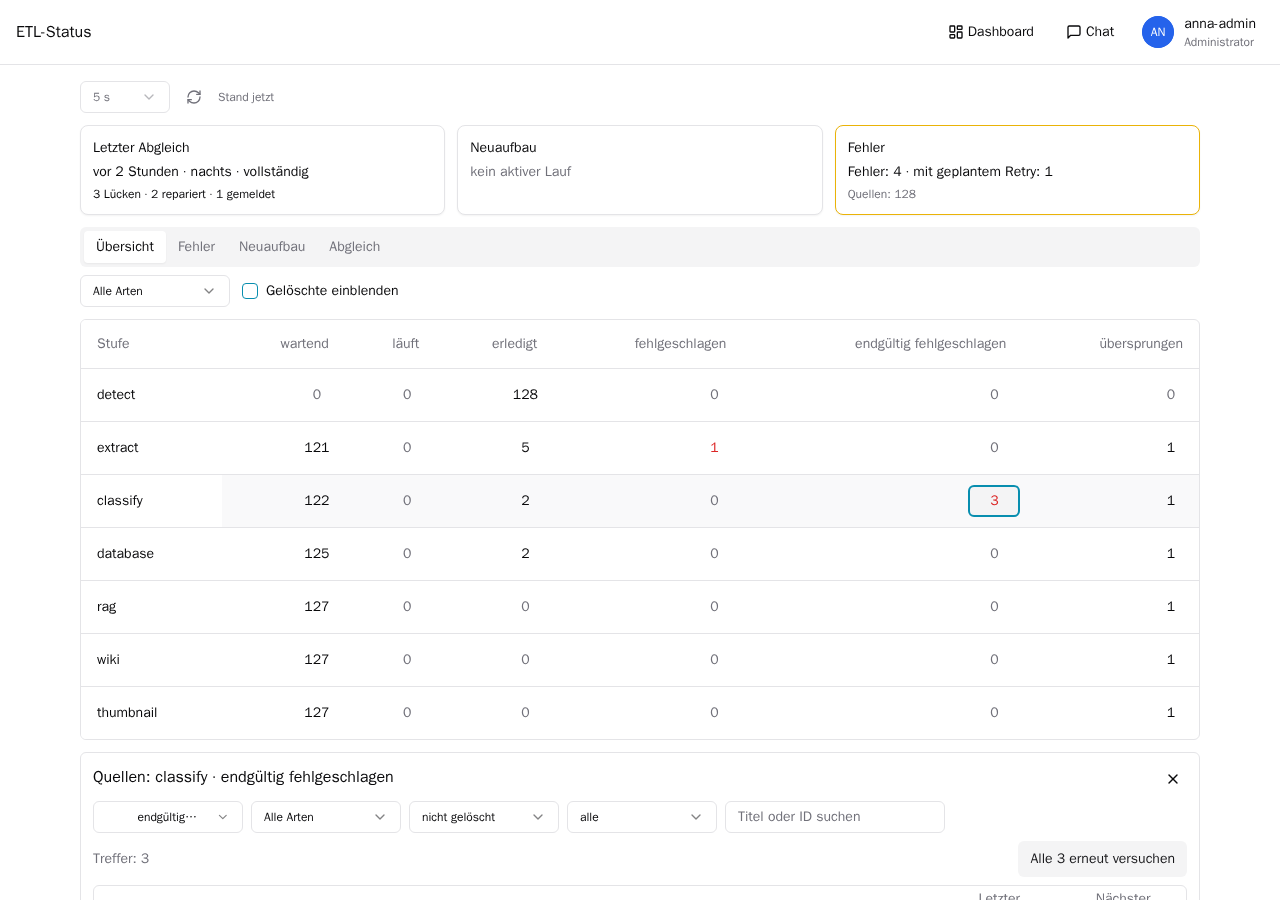 ETL-Status
Dashboard
Chat
AN
anna-admin
Administrator
5 s
Stand jetzt
Letzter Abgleich
vor 2 Stunden · nachts · vollständig
3 Lücken · 2 repariert · 1 gemeldet
Neuaufbau
kein aktiver Lauf
Fehler
Fehler: 4 · mit geplantem Retry: 1
Quellen: 128
Übersicht Fehler Neuaufbau Abgleich
Alle Arten
Gelöschte einblenden
Stufe wartend läuft erledigt fehlgeschlagen endgültig fehlgeschlagen übersprungen
detect 0 0 128 0 0 0
extract 121 0 5 1 0 1
classify 122 0 2 0 3 1
database 125 0 2 0 0 1
rag 127 0 0 0 0 1
wiki 127 0 0 0 0 1
thumbnail 127 0 0 0 0 1
Quellen: classify · endgültig fehlgeschlagen
endgültig… Alle Arten nicht gelöscht alle Titel oder ID suchen
Treffer: 3
Alle 3 erneut versuchen
Letzter Nächster